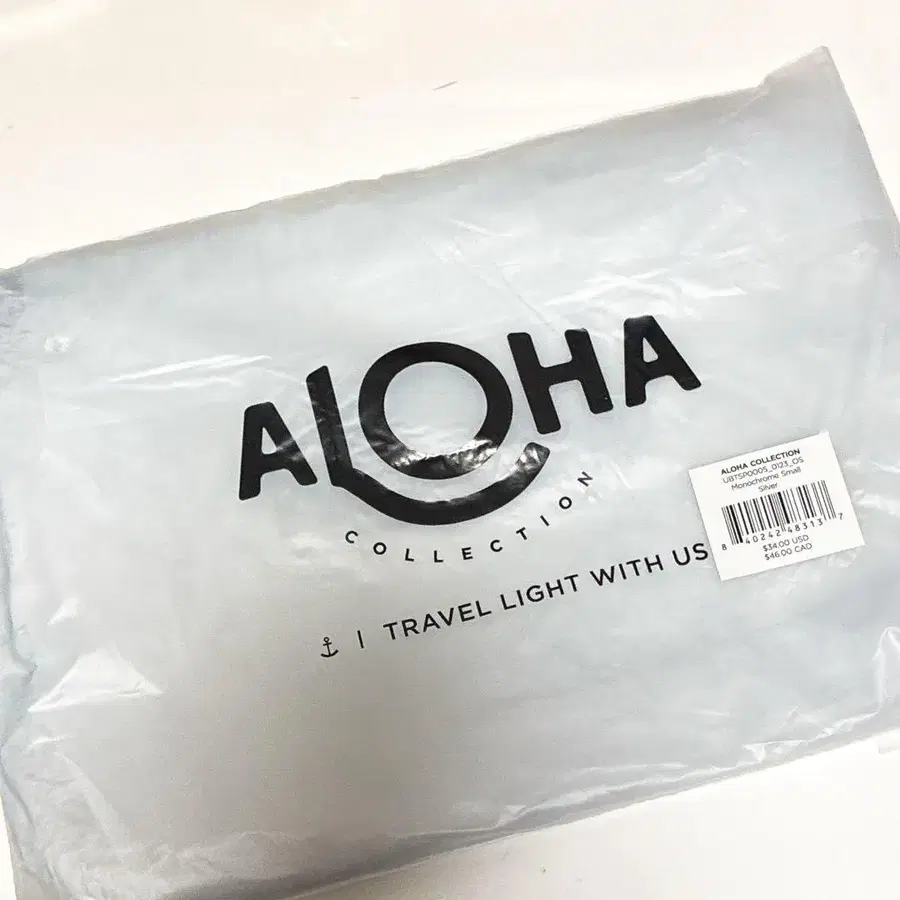 ALOHA
COLLECTION
| TRAVEL LIGHT WITH US
ALOHA COLLECTION
UBTSP0005_0123_OS
Monochrome Small
Silver
8 40242 48313 7
$34.00 USD
$46.00 CAD